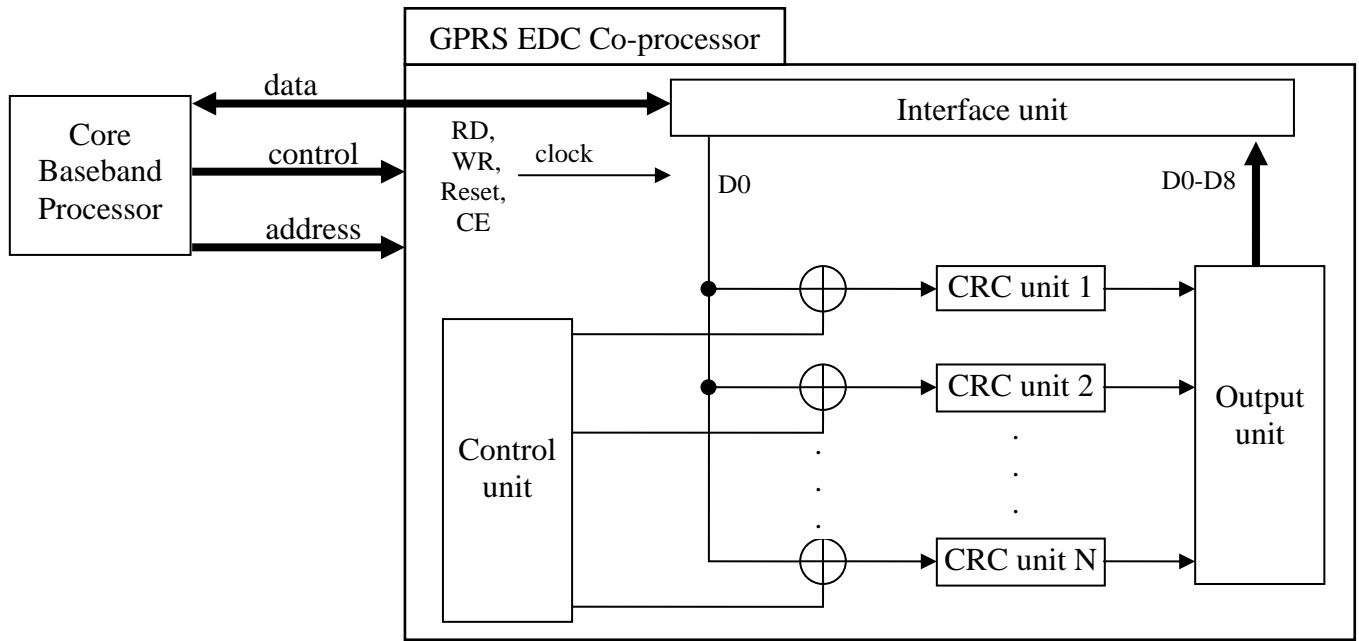 GPRS EDC Co-processor
data
Interface unit
Core
Baseband
Processor
control
address
RD,
WR,
Reset,
CE
clock
D0
D0-D8
CRC unit 1
CRC unit 2
CRC unit N
Control
unit
Output
unit